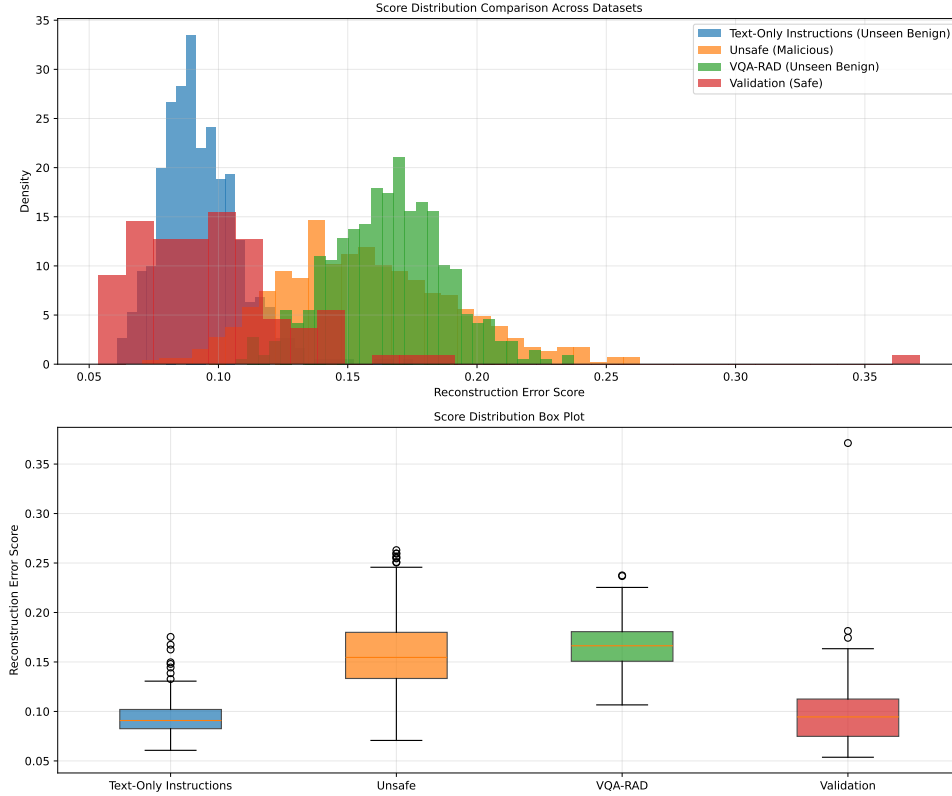 Score Distribution Comparison Across Datasets
35
30
25
20
15
10
5
0
Density
Text-Only Instructions (Unseen Benign)
Unsafe (Malicious)
VQA-RAD (Unseen Benign)
Validation (Safe)
0.05 0.10 0.15 0.20 0.25 0.30 0.35
Reconstruction Error Score
Score Distribution Box Plot
0.35
0.30
0.25
0.20
0.15
0.10
0.05
Reconstruction Error Score
Text-Only Instructions Unsafe VQA-RAD Validation